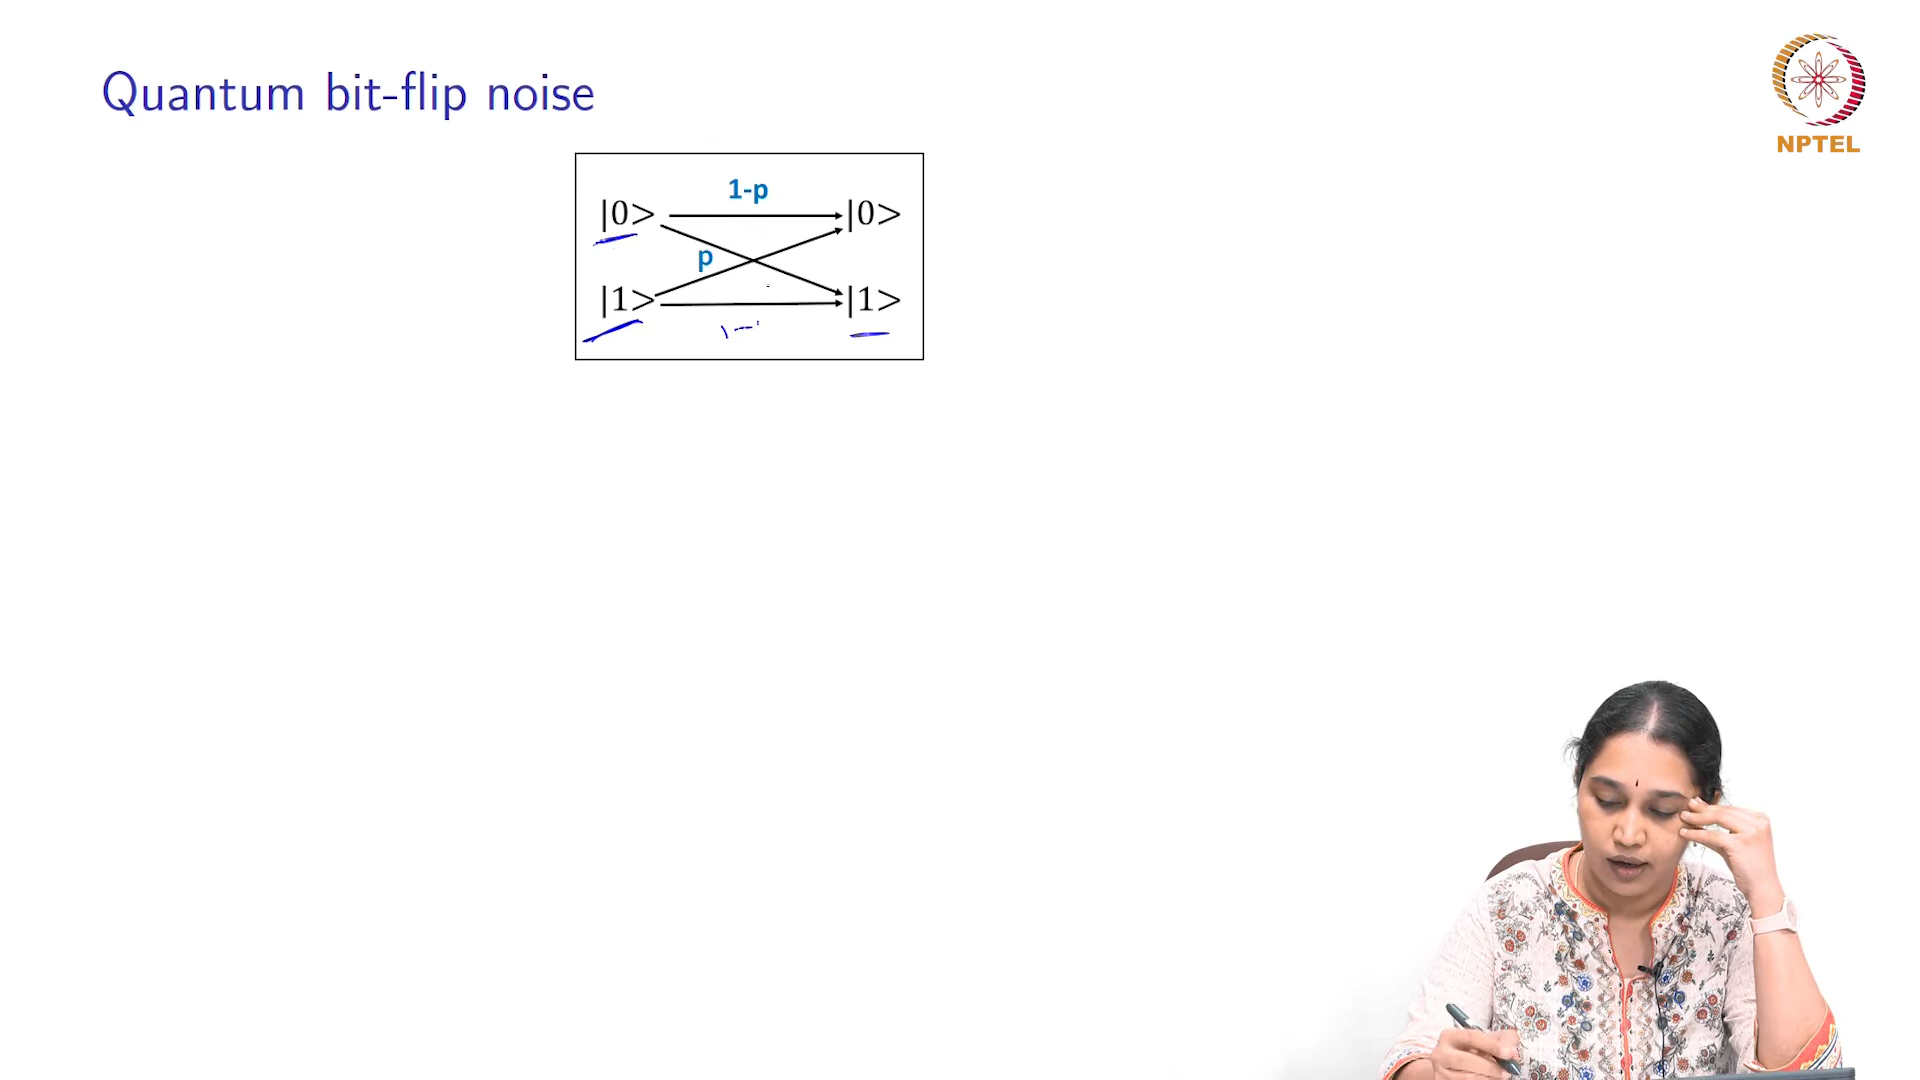 Quantum bit-flip noise
NPTEL
1-p
|0> |0>
p
|1> |1>